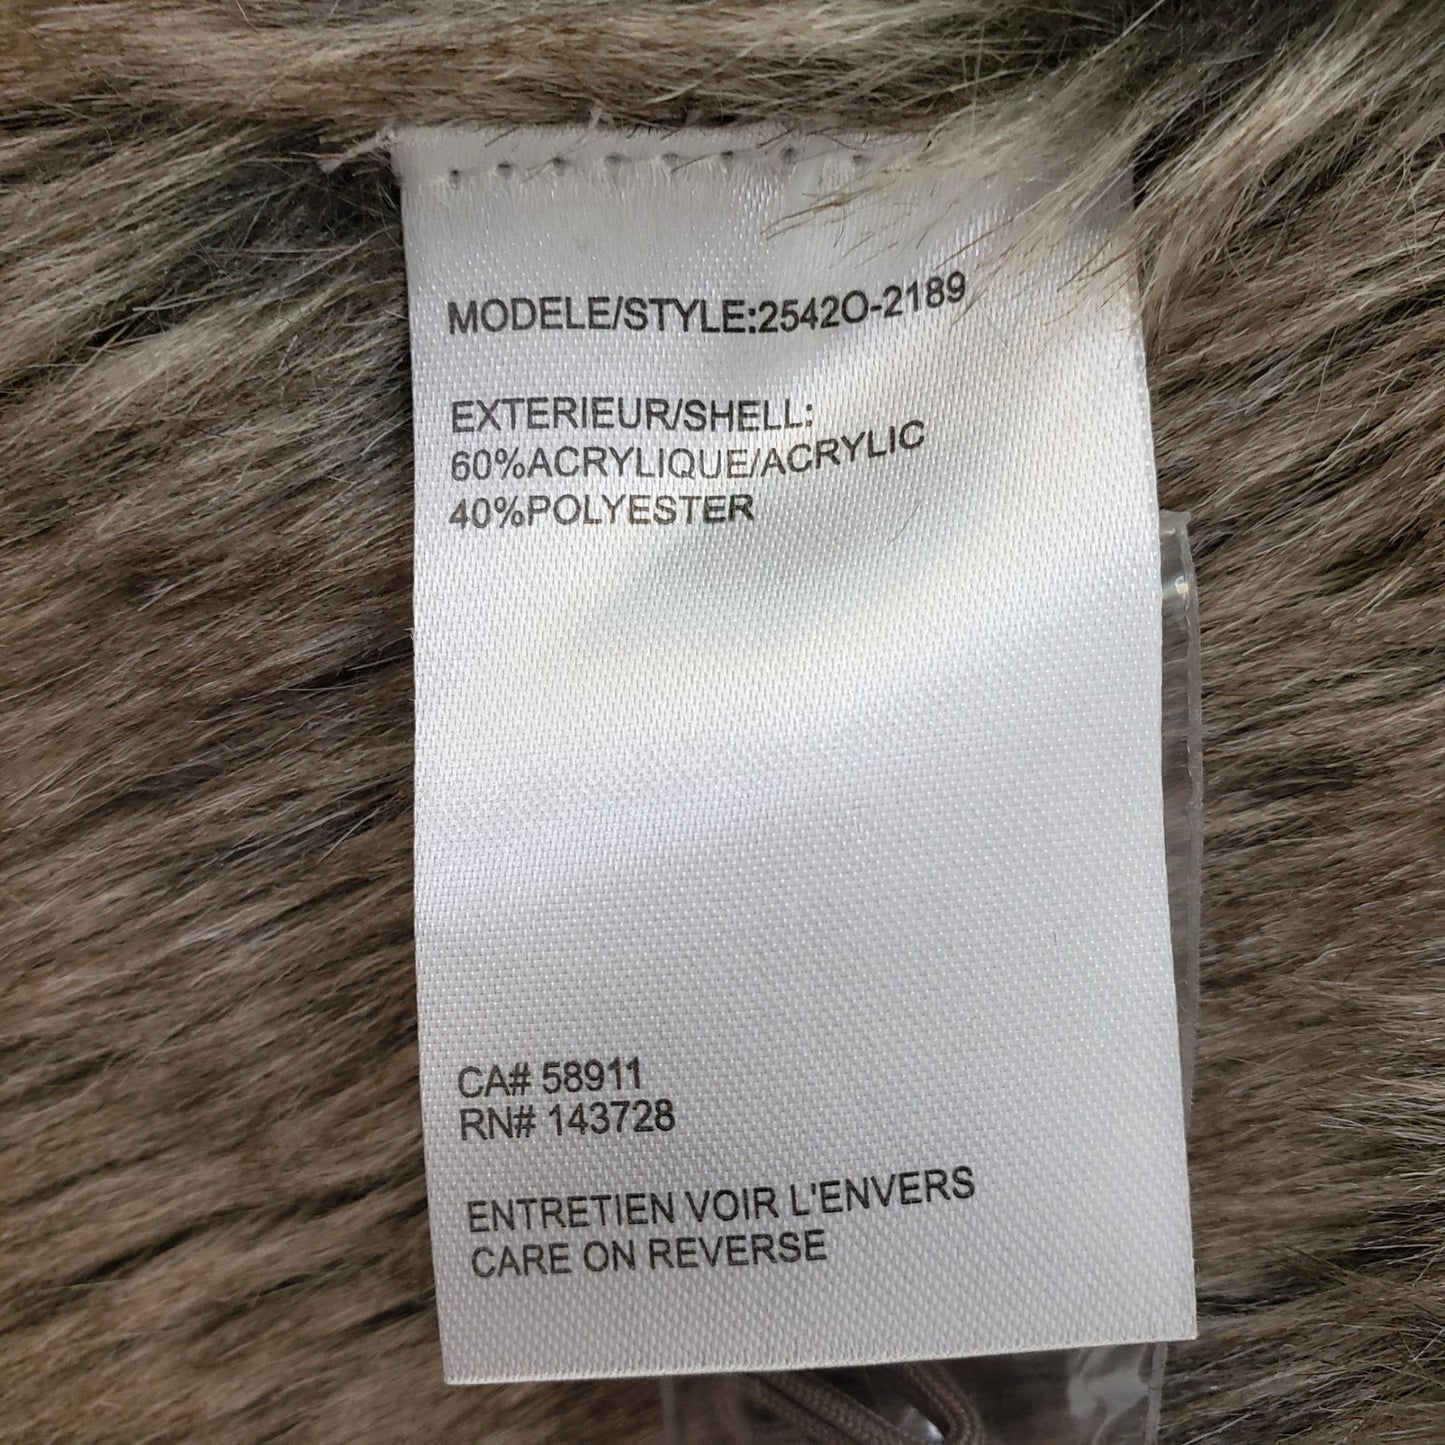 MODELE/STYLE:2542O-2189
EXTERIEUR/SHELL:
60%ACRYLIQUE/ACRYLIC
40%POLYESTER
CA# 58911
RN# 143728
ENTRETIEN VOIR L'ENVERS
CARE ON REVERSE